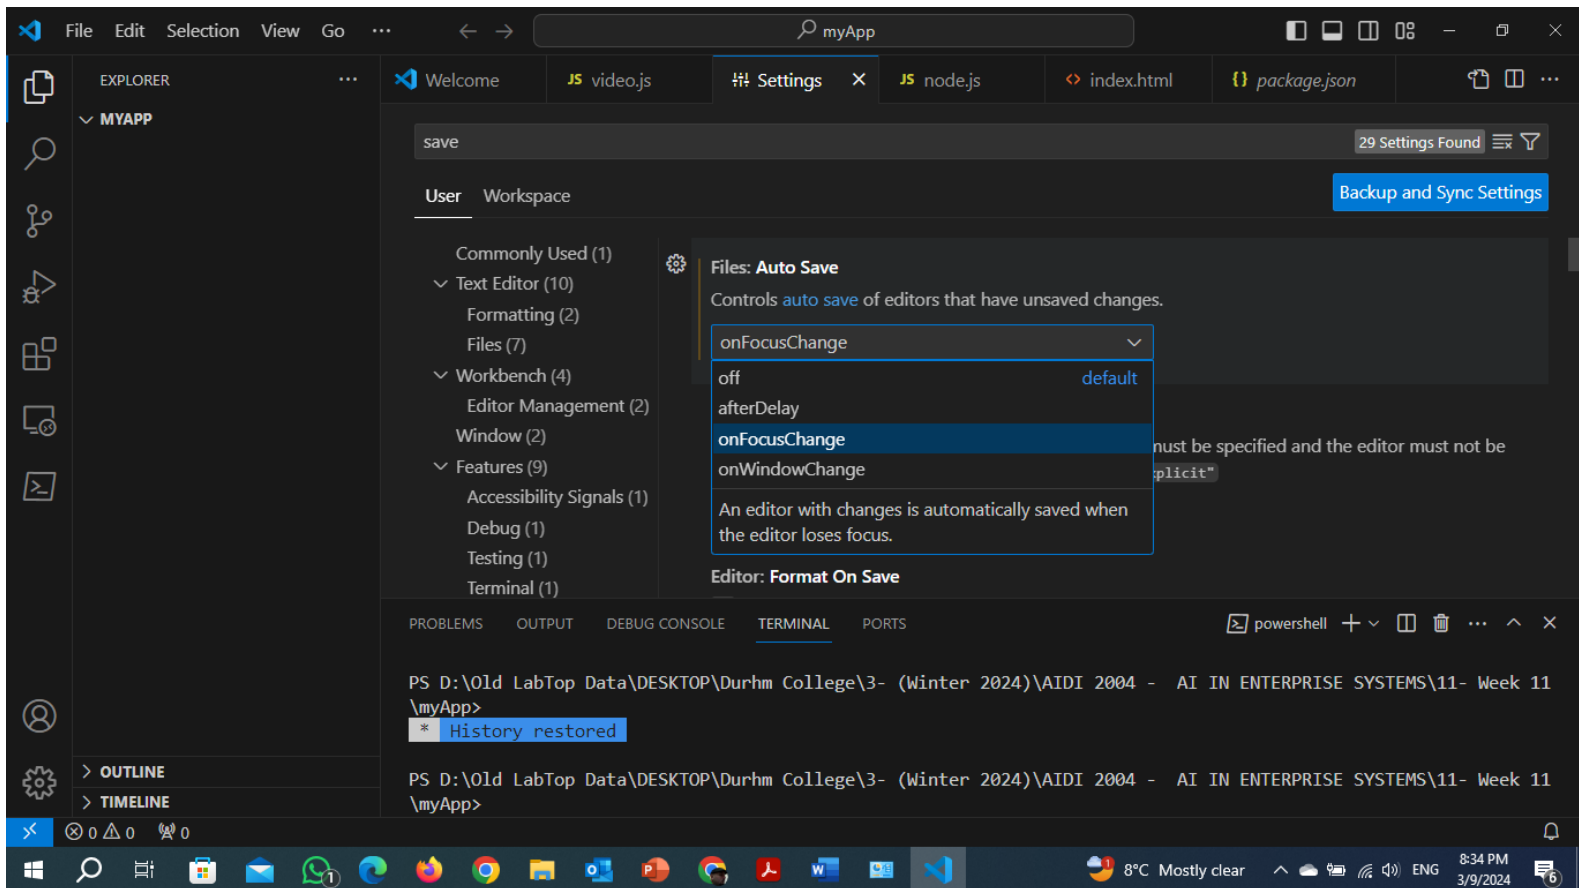 File Edit Selection View Go ···
myApp
EXPLORER ···
Welcome
JS video.js
Settings
JS node.js
<> index.html
{} package.json
MYAPP
save
29 Settings Found
User Workspace
Backup and Sync Settings
Commonly Used (1)
Text Editor (10)
Formatting (2)
Files (7)
Workbench (4)
Editor Management (2)
Window (2)
Features (9)
Accessibility Signals (1)
Debug (1)
Testing (1)
Terminal (1)
Files: Auto Save
Controls auto save of editors that have unsaved changes.
onFocusChange
off default
afterDelay
onFocusChange
onWindowChange
An editor with changes is automatically saved when
the editor loses focus.
must be specified and the editor must not be
plicit"
Editor: Format On Save
PROBLEMS OUTPUT DEBUG CONSOLE TERMINAL PORTS
powershell
PS D:\Old LabTop Data\DESKTOP\Durhm College\3- (Winter 2024)\AIDI 2004 -  AI IN ENTERPRISE SYSTEMS\11- Week 11
\myApp>
* History restored
PS D:\Old LabTop Data\DESKTOP\Durhm College\3- (Winter 2024)\AIDI 2004 -  AI IN ENTERPRISE SYSTEMS\11- Week 11
\myApp>
OUTLINE
TIMELINE
0 0 0
1
1
8°C Mostly clear
ENG
8:34 PM
3/9/2024
6